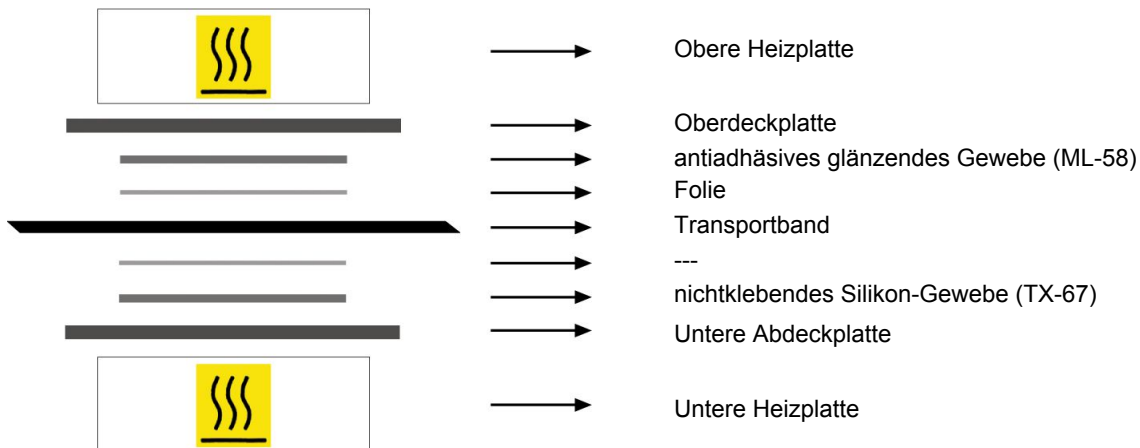 Obere Heizplatte
Oberdeckplatte
antiadhäsives glänzendes Gewebe (ML-58)
Folie
Transportband
---
nichtklebendes Silikon-Gewebe (TX-67)
Untere Abdeckplatte
Untere Heizplatte